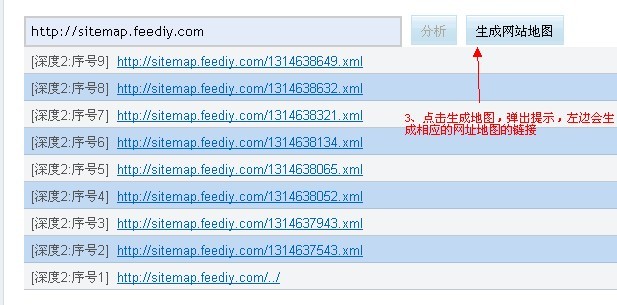 http://sitemap.feediy.com 分析 生成网站地图
[深度2:序号9] http://sitemap.feediy.com/1314638649.xml
[深度2:序号8] http://sitemap.feediy.com/1314638632.xml
[深度2:序号7] http://sitemap.feediy.com/1314638321.xml
3、点击生成地图，弹出提示，左边会生
成相应的网址地图的链接
[深度2:序号6] http://sitemap.feediy.com/1314638134.xml
[深度2:序号5] http://sitemap.feediy.com/1314638065.xml
[深度2:序号4] http://sitemap.feediy.com/1314638052.xml
[深度2:序号3] http://sitemap.feediy.com/1314637943.xml
[深度2:序号2] http://sitemap.feediy.com/1314637543.xml
[深度2:序号1] http://sitemap.feediy.com/../